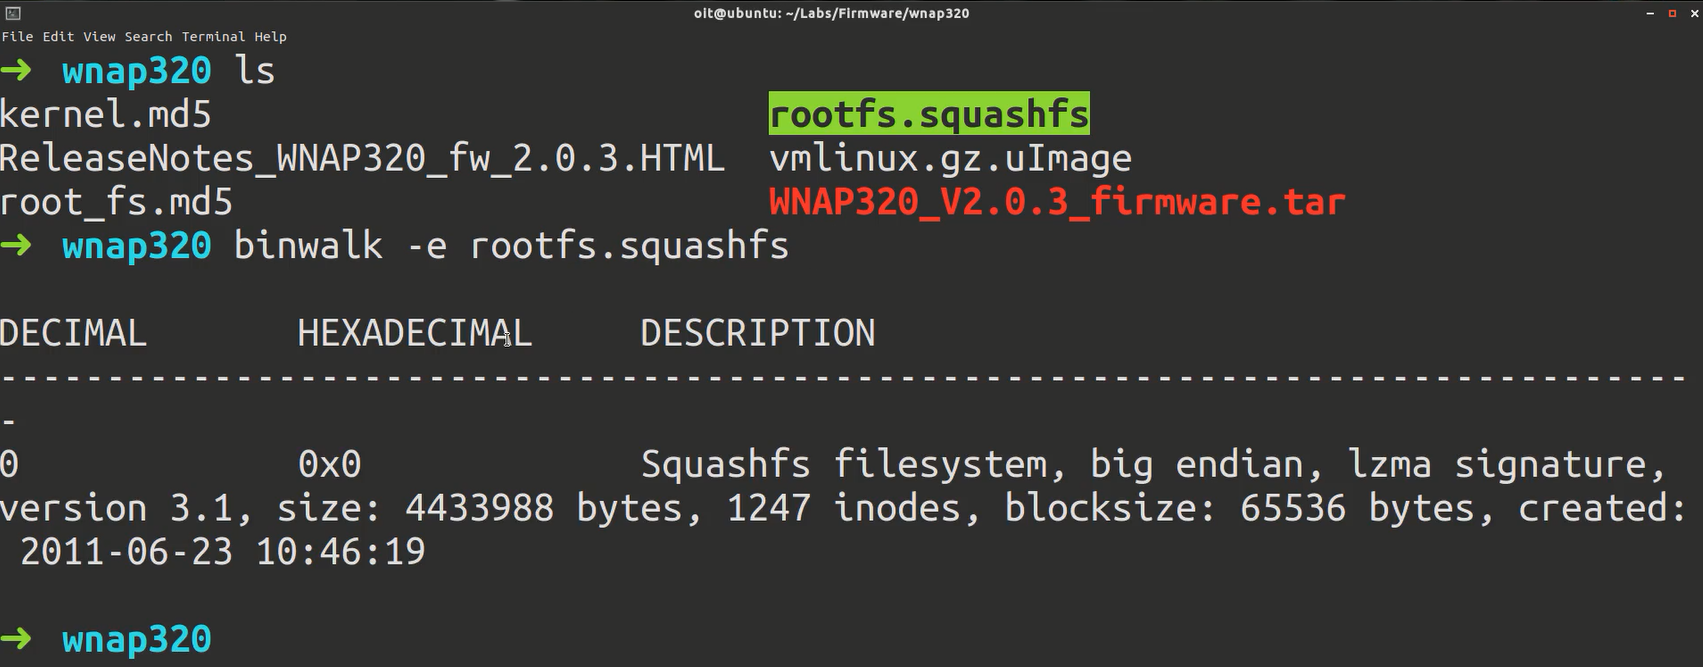 oit@ubuntu: ~/Labs/Firmware/wnap320
File Edit View Search Terminal Help
➜ wnap320 ls
kernel.md5 rootfs.squashfs
ReleaseNotes_WNAP320_fw_2.0.3.HTML vmlinux.gz.uImage
root_fs.md5 WNAP320_V2.0.3_firmware.tar
➜ wnap320 binwalk -e rootfs.squashfs
DECIMAL HEXADECIMAL DESCRIPTION
--------------------------------------------------------------------------------
-
0 0x0 Squashfs filesystem, big endian, lzma signature,
version 3.1, size: 4433988 bytes, 1247 inodes, blocksize: 65536 bytes, created:
2011-06-23 10:46:19
➜ wnap320